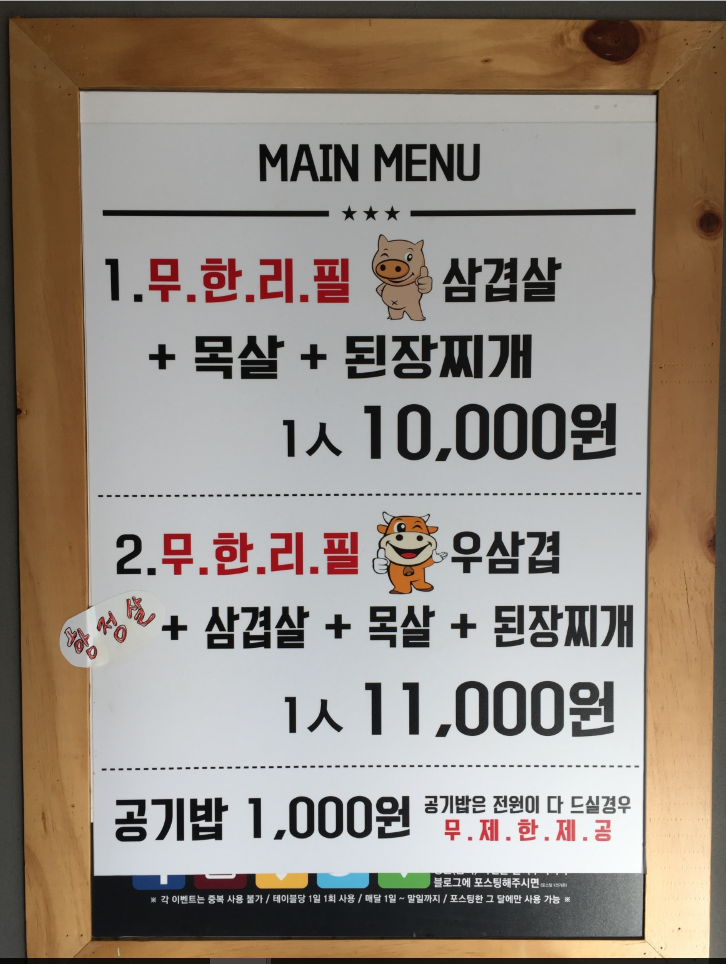 MAIN MENU
1.무.한.리.필 삼겹살
+ 목살 + 된장찌개
1人 10,000원
2.무.한.리.필 우삼겹
항정살 + 삼겹살 + 목살 + 된장찌개
1人 11,000원
공기밥 1,000원 공기밥은 전원이 다 드실경우
무.제.한.제.공
블로그에 포스팅해주시면
※ 각 이벤트는 중복 사용 불가 / 테이블당 1일 1회 사용 / 매달 1일 ~ 말일까지 / 포스팅한 그 달에만 사용 가능 ※